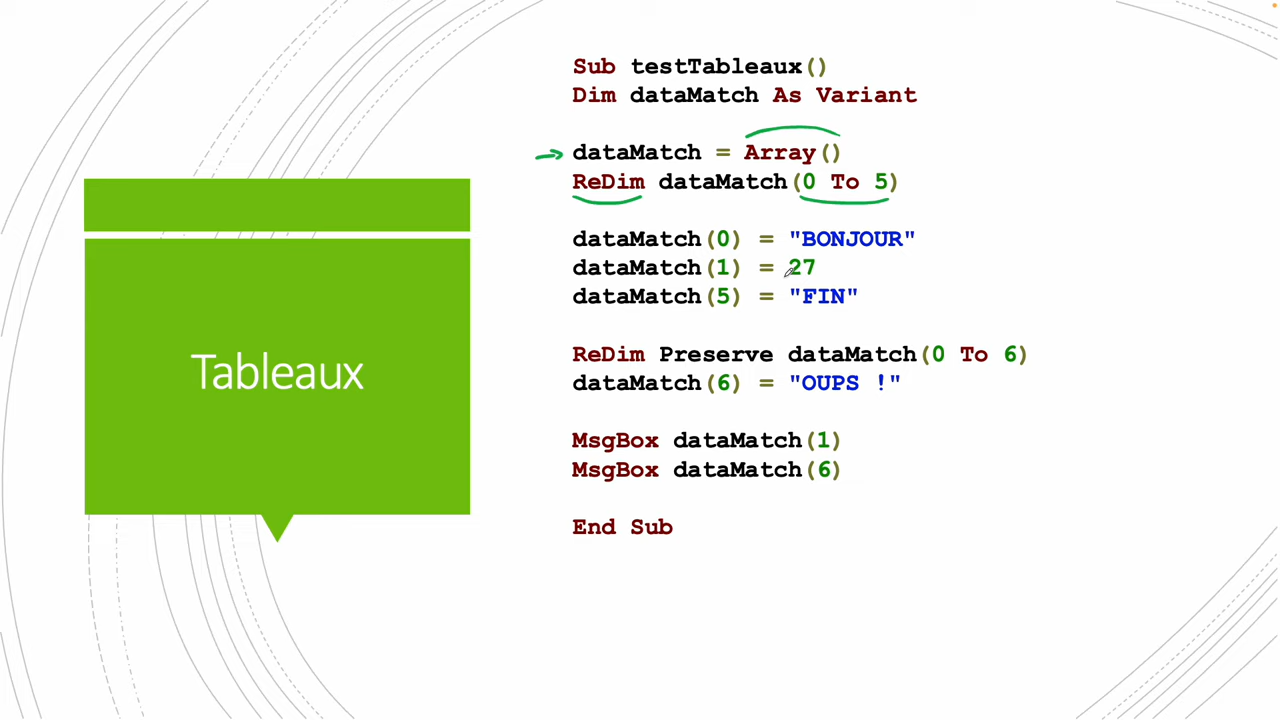 Tableaux
Sub testTableaux()
Dim dataMatch As Variant
dataMatch = Array()
ReDim dataMatch(0 To 5)
dataMatch(0) = "BONJOUR"
dataMatch(1) = 27
dataMatch(5) = "FIN"
ReDim Preserve dataMatch(0 To 6)
dataMatch(6) = "OUPS !"
MsgBox dataMatch(1)
MsgBox dataMatch(6)
End Sub